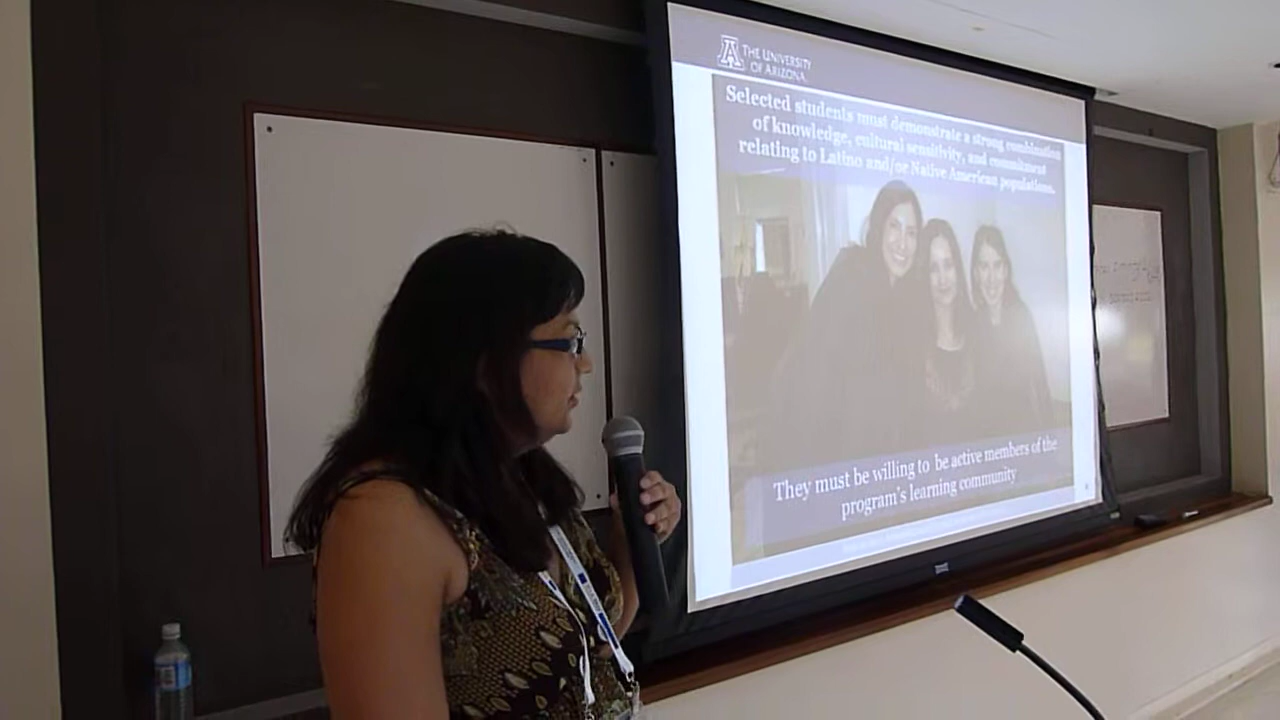 THE UNIVERSITY
OF ARIZONA
Selected students must demonstrate a strong combination
of knowledge, cultural sensitivity, and commitment
relating to Latino and/or Native American populations.
They must be willing to be active members of the
program's learning community